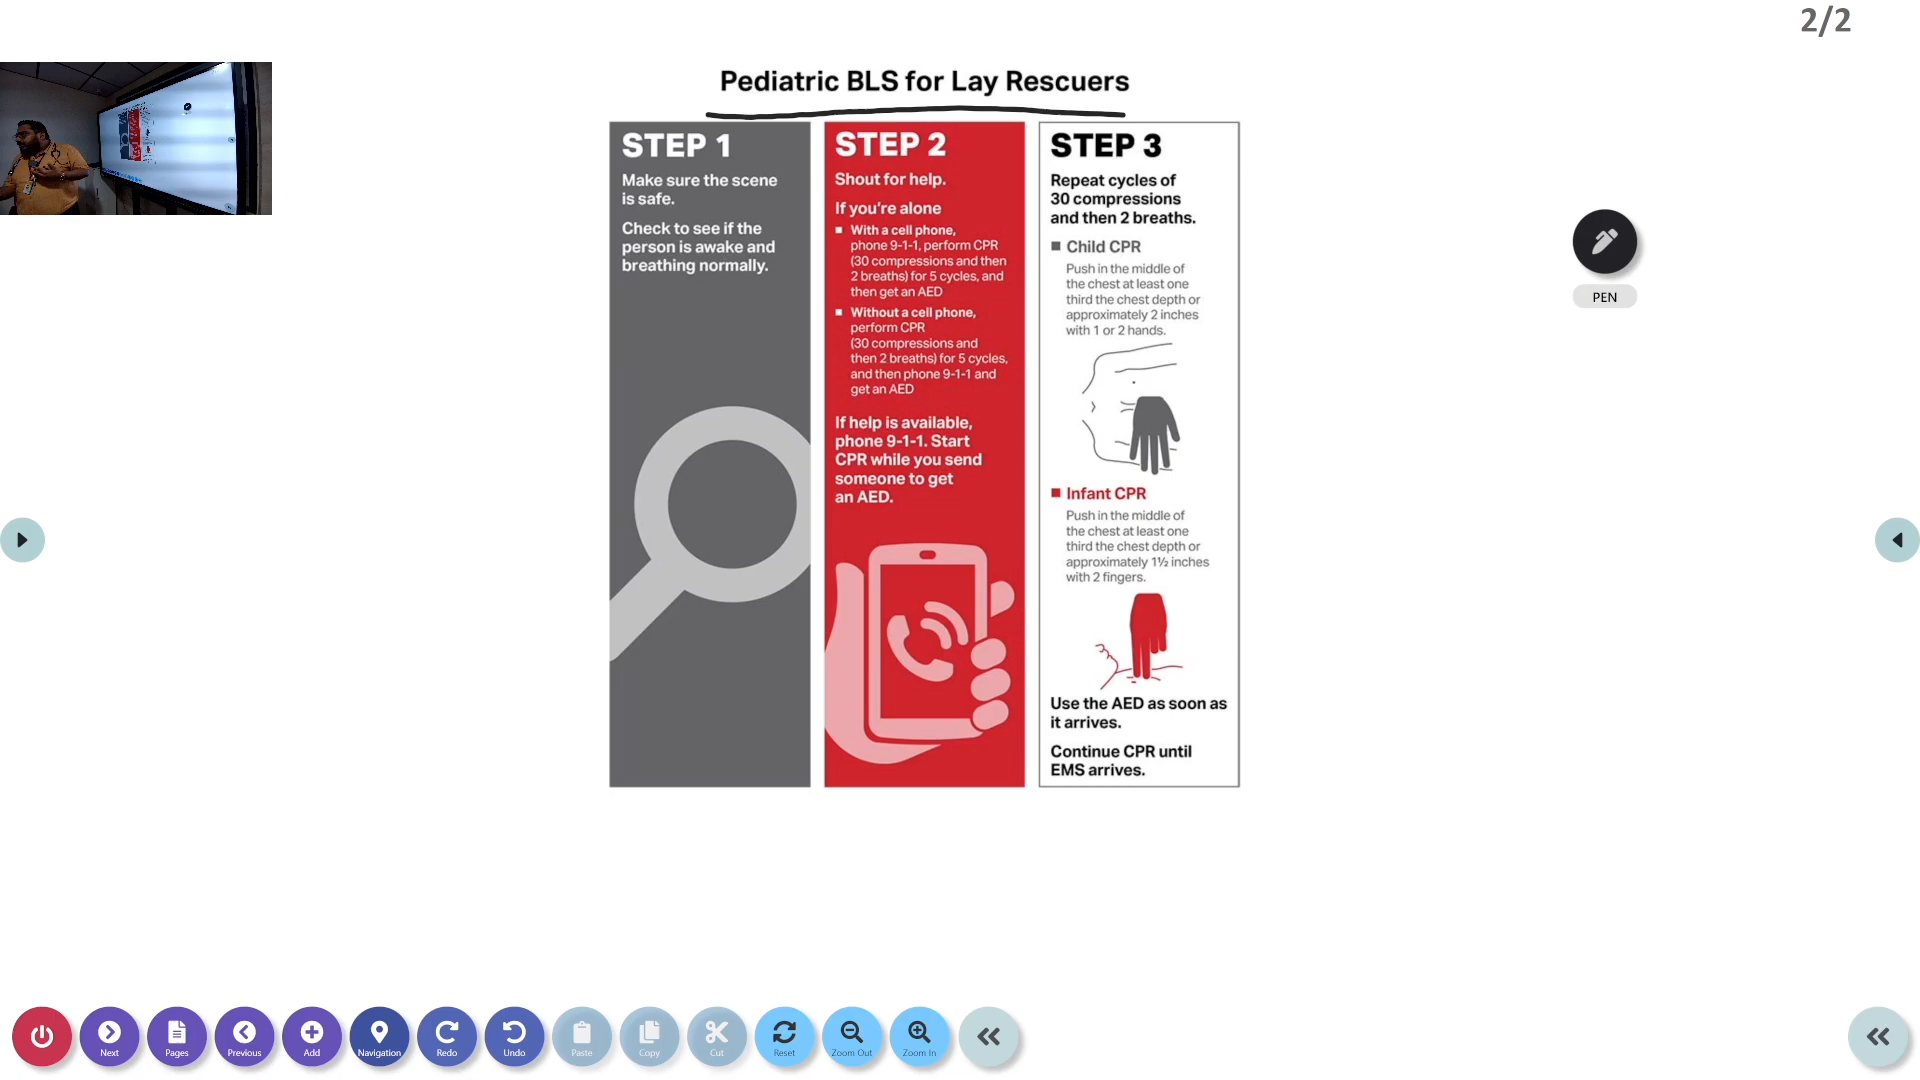 2/2
Pediatric BLS for Lay Rescuers
STEP 1
Make sure the scene
is safe.
Check to see if the
person is awake and
breathing normally.
STEP 2
Shout for help.
If you're alone
With a cell phone,
phone 9-1-1, perform CPR
(30 compressions and then
2 breaths) for 5 cycles, and
then get an AED
Without a cell phone,
perform CPR
(30 compressions and
then 2 breaths) for 5 cycles,
and then phone 9-1-1 and
get an AED
If help is available,
phone 9-1-1. Start
CPR while you send
someone to get
an AED.
STEP 3
Repeat cycles of
30 compressions
and then 2 breaths.
Child CPR
Push in the middle of
the chest at least one
third the chest depth or
approximately 2 inches
with 1 or 2 hands.
Infant CPR
Push in the middle of
the chest at least one
third the chest depth or
approximately 1½ inches
with 2 fingers.
Use the AED as soon as
it arrives.
Continue CPR until
EMS arrives.
PEN
Next
Pages
Previous
Add
Navigation
Redo
Undo
Paste
Copy
Cut
Reset
Zoom Out
Zoom In